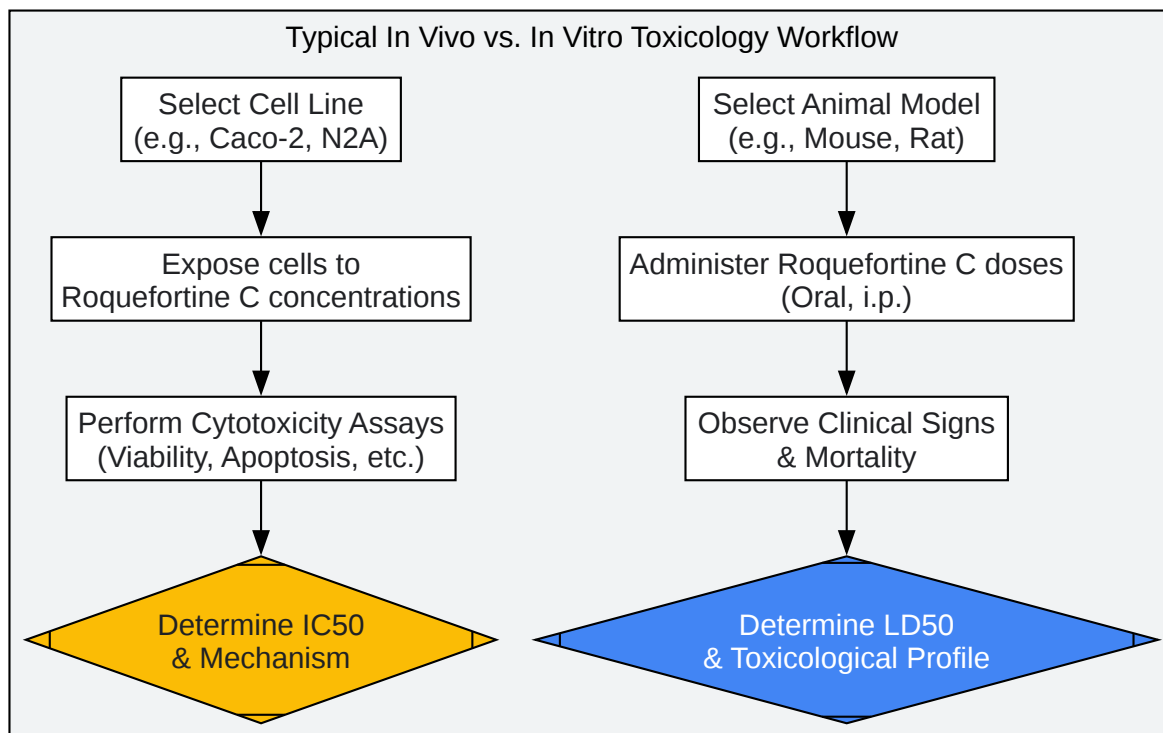 Typical In Vivo vs. In Vitro Toxicology Workflow
Select Cell Line
(e.g., Caco-2, N2A)
Expose cells to
Roquefortine C concentrations
Perform Cytotoxicity Assays
(Viability, Apoptosis, etc.)
Determine IC50
& Mechanism
Select Animal Model
(e.g., Mouse, Rat)
Administer Roquefortine C doses
(Oral, i.p.)
Observe Clinical Signs
& Mortality
Determine LD50
& Toxicological Profile